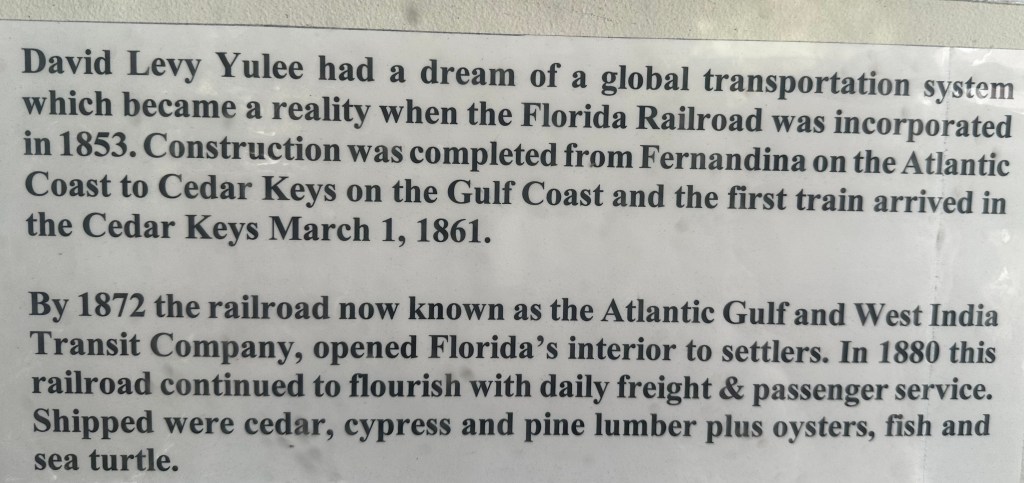 David Levy Yulee had a dream of a global transportation system
which became a reality when the Florida Railroad was incorporated
in 1853. Construction was completed from Fernandina on the Atlantic
Coast to Cedar Keys on the Gulf Coast and the first train arrived in
the Cedar Keys March 1, 1861.
By 1872 the railroad now known as the Atlantic Gulf and West India
Transit Company, opened Florida's interior to settlers. In 1880 this
railroad continued to flourish with daily freight & passenger service.
Shipped were cedar, cypress and pine lumber plus oysters, fish and
sea turtle.